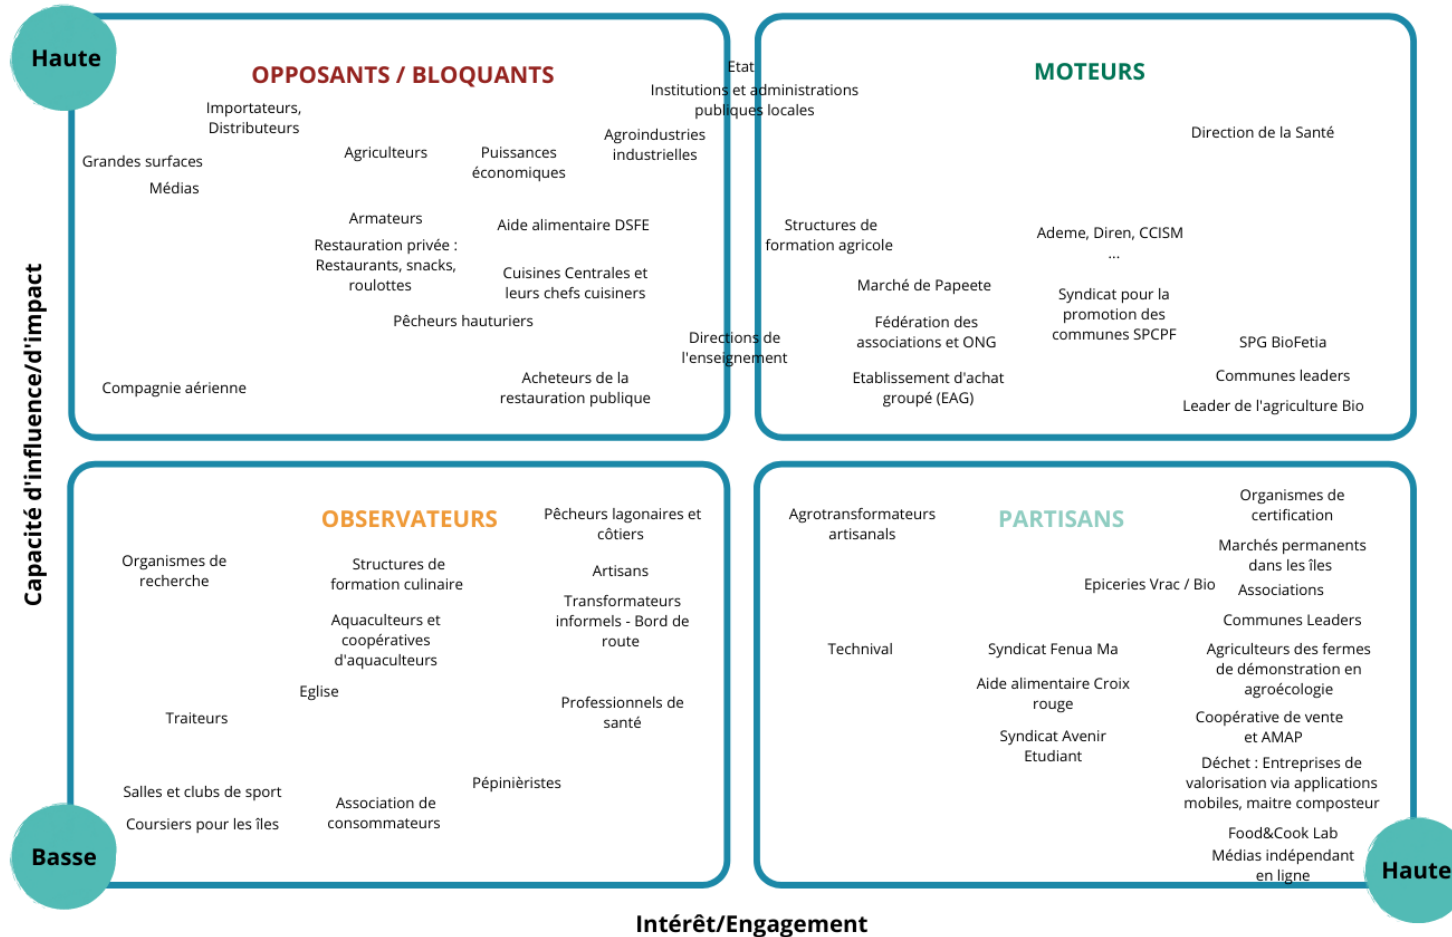 Haute
OPPOSANTS / BLOQUANTS
Importateurs,
Distributeurs
Grandes surfaces
Médias
Agriculteurs
Puissances
économiques
Agroindustries
industrielles
Etat
Institutions et administrations
publiques locales
Armateurs
Restauration privée :
Restaurants, snacks,
roulottes
Aide alimentaire DSFE
Cuisines Centrales et
leurs chefs cuisiners
Pêcheurs hauturiers
Directions de
l'enseignement
Compagnie aérienne
Acheteurs de la
restauration publique
MOTEURS
Direction de la Santé
Structures de
formation agricole
Ademe, Diren, CCISM
...
Marché de Papeete
Syndicat pour la
promotion des
communes SPCPF
Fédération des
associations et ONG
SPG BioFetia
Etablissement d'achat
groupé (EAG)
Communes leaders
Leader de l'agriculture Bio
Capacité d'influence/d'impact
OBSERVATEURS
Pêcheurs lagonaires et
côtiers
Organismes de
recherche
Structures de
formation culinaire
Artisans
Aquaculteurs et
coopératives
d'aquaculteurs
Transformateurs
informels - Bord de
route
Eglise
Traiteurs
Professionnels de
santé
Pépinièristes
Salles et clubs de sport
Coursiers pour les îles
Association de
consommateurs
Basse
PARTISANS
Agrotransformateurs
artisanals
Organismes de
certification
Marchés permanents
dans les îles
Epiceries Vrac / Bio
Associations
Communes Leaders
Technival
Syndicat Fenua Ma
Agriculteurs des fermes
de démonstration en
agroécologie
Aide alimentaire Croix
rouge
Coopérative de vente
et AMAP
Syndicat Avenir
Etudiant
Déchet : Entreprises de
valorisation via applications
mobiles, maitre composteur
Food&Cook Lab
Médias indépendant
en ligne
Haute
Intérêt/Engagement